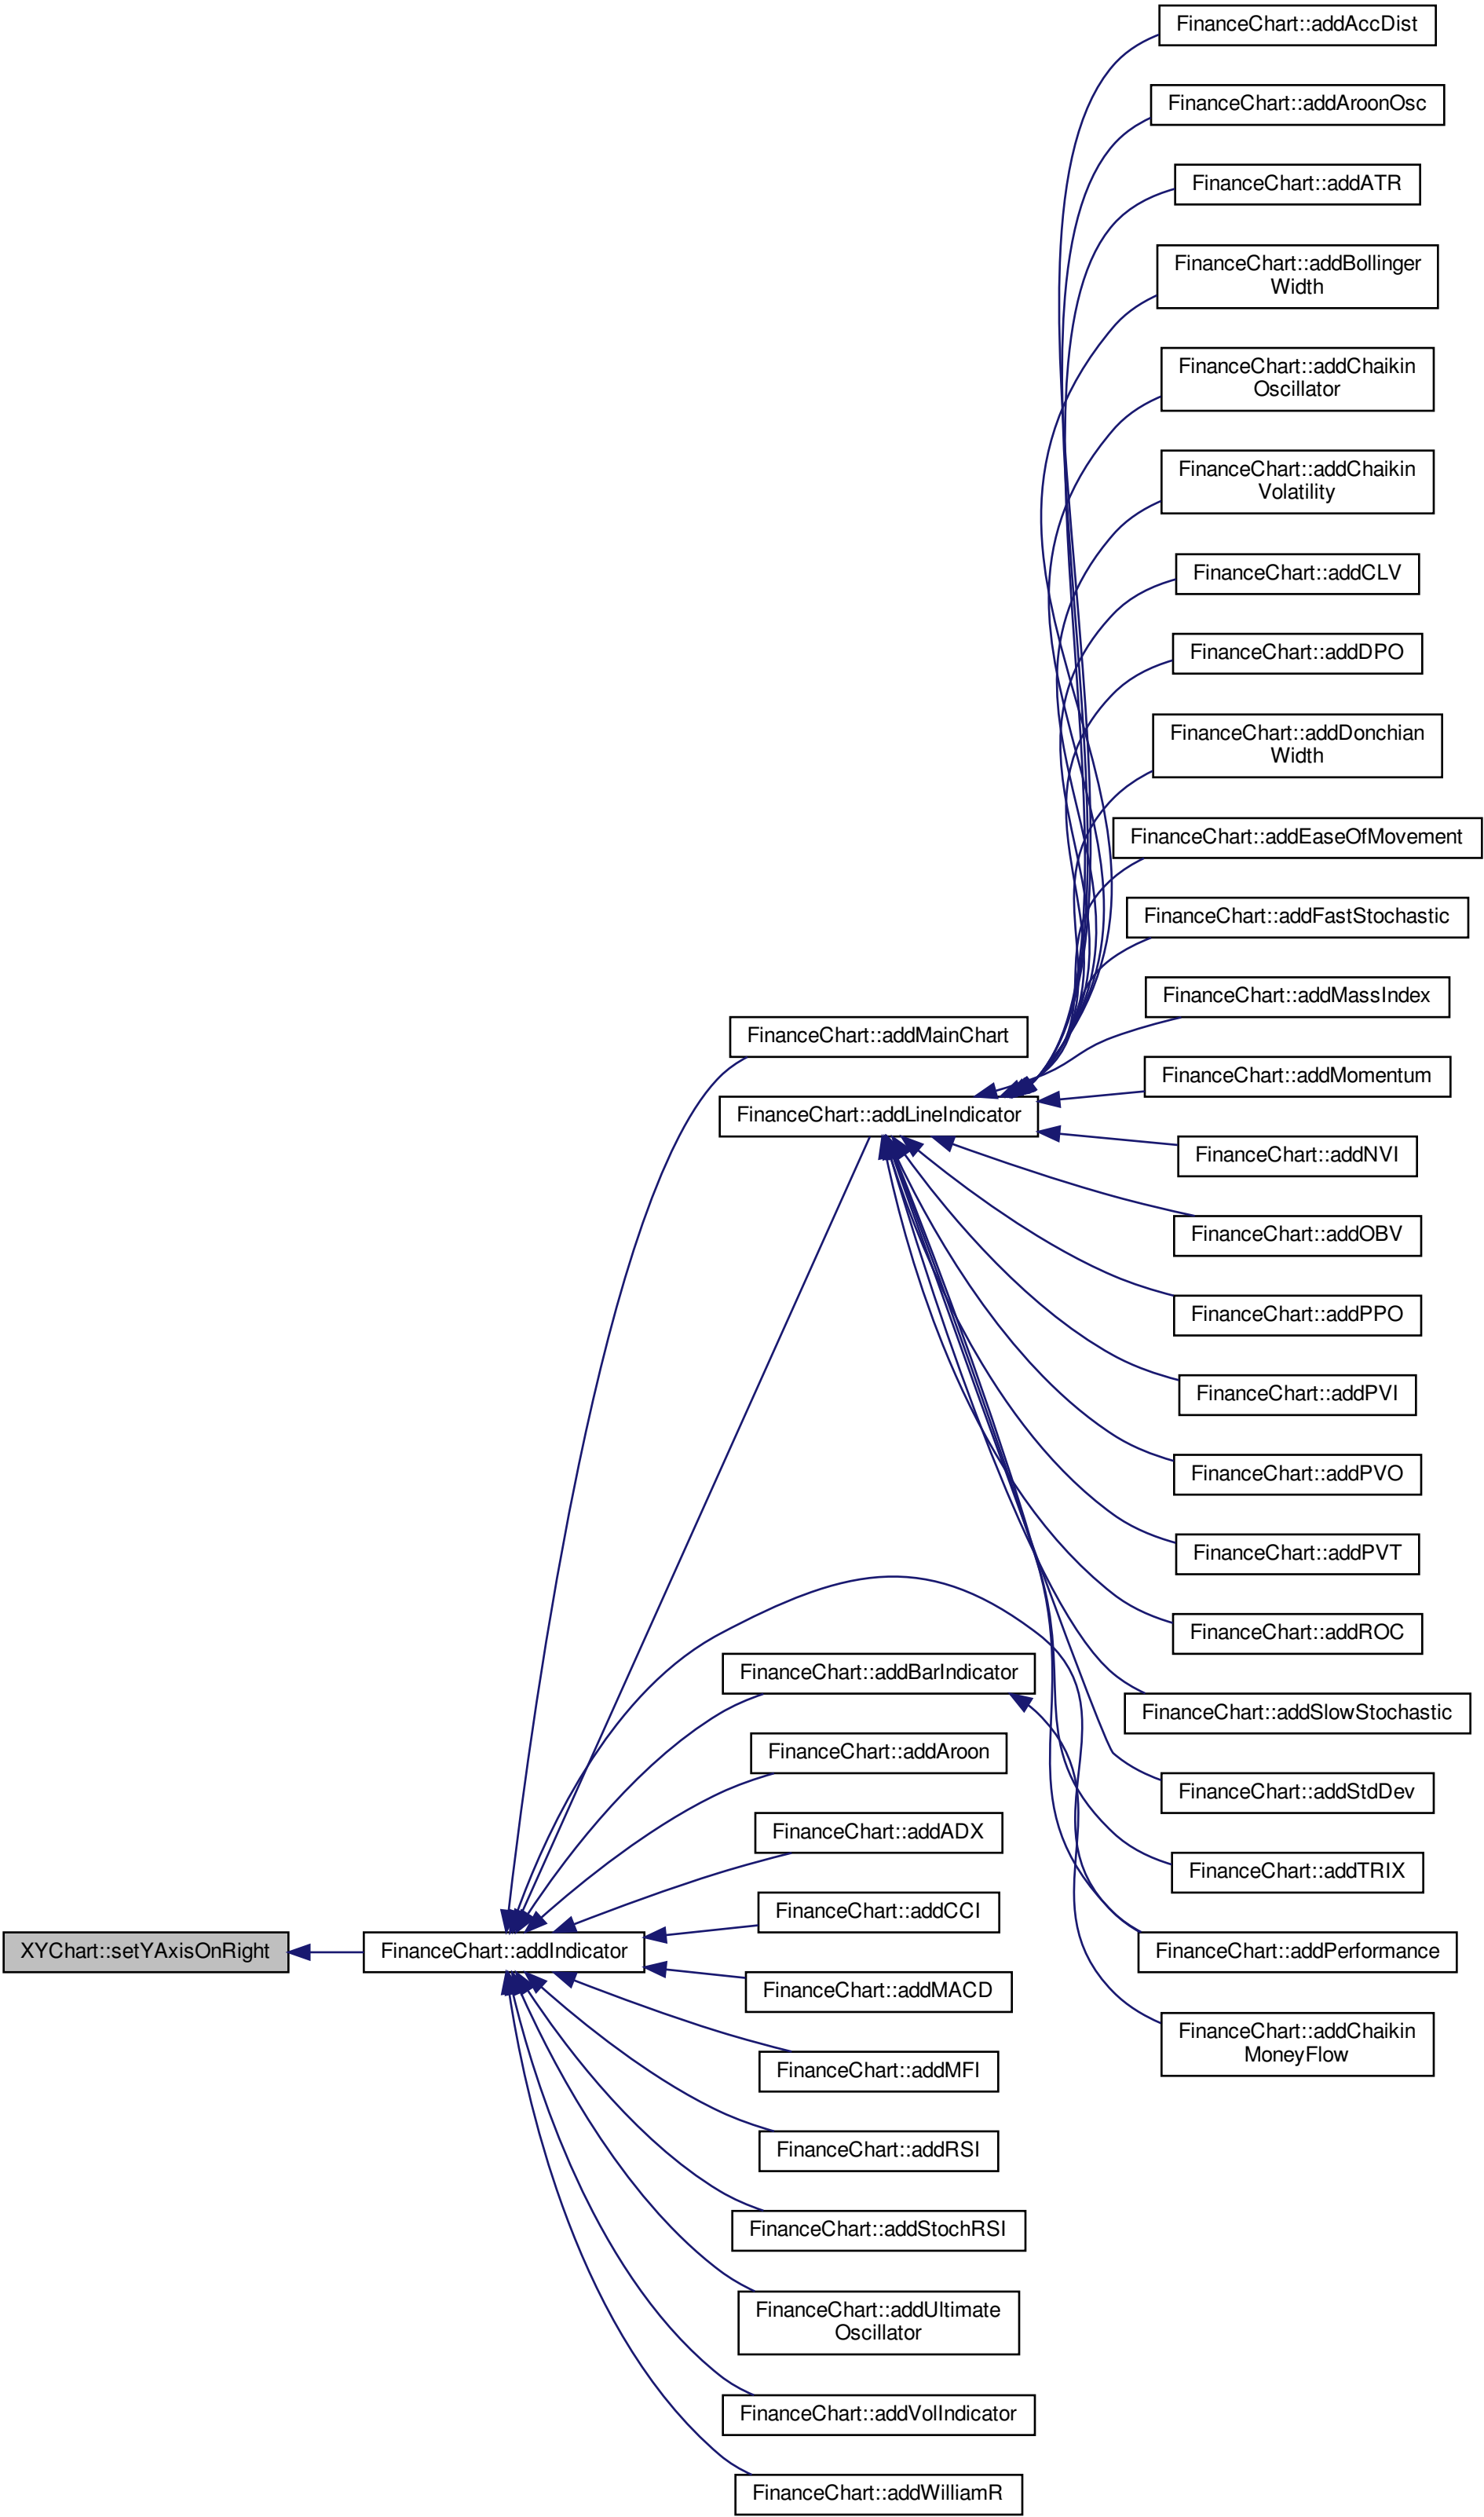 FinanceChart::addAccDist
FinanceChart::addAroonOsc
FinanceChart::addATR
FinanceChart::addBollinger
Width
FinanceChart::addChaikin
Oscillator
FinanceChart::addChaikin
Volatility
FinanceChart::addCLV
FinanceChart::addDPO
FinanceChart::addDonchian
Width
FinanceChart::addEaseOfMovement
FinanceChart::addFastStochastic
FinanceChart::addMassIndex
FinanceChart::addMainChart
FinanceChart::addMomentum
FinanceChart::addLineIndicator
FinanceChart::addNVI
FinanceChart::addOBV
FinanceChart::addPPO
FinanceChart::addPVI
FinanceChart::addPVO
FinanceChart::addPVT
FinanceChart::addROC
FinanceChart::addBarIndicator
FinanceChart::addSlowStochastic
FinanceChart::addAroon
FinanceChart::addStdDev
FinanceChart::addADX
FinanceChart::addTRIX
FinanceChart::addCCI
XYChart::setYAxisOnRight
FinanceChart::addIndicator
FinanceChart::addPerformance
FinanceChart::addMACD
FinanceChart::addChaikin
MoneyFlow
FinanceChart::addMFI
FinanceChart::addRSI
FinanceChart::addStochRSI
FinanceChart::addUltimate
Oscillator
FinanceChart::addVolIndicator
FinanceChart::addWilliamR